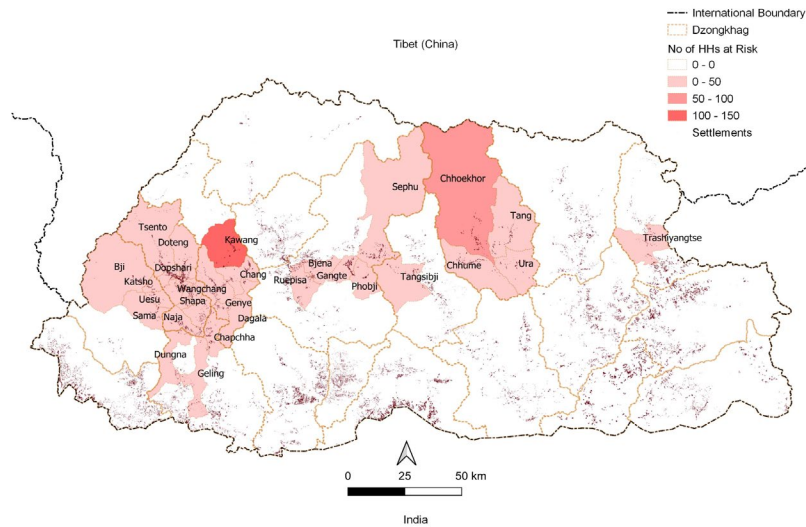 International Boundary
Dzongkhag
No of HHs at Risk
0 - 0
0 - 50
50 - 100
100 - 150
Settlements
Tibet (China)
Sephu
Chhoekhor
Tang
Tsento
Doteng
Kawang
Trashiyangtse
Bji
Dopshari
Chang
Bjena
Chhume
Ura
Katsho
Ruepisa
Gangte
Tangsibji
Wangchang
Phobji
Uesu
Shapa
Genye
Sama
Naja
Dagala
Chapchha
Dungna
Geling
0
25
50 km
India